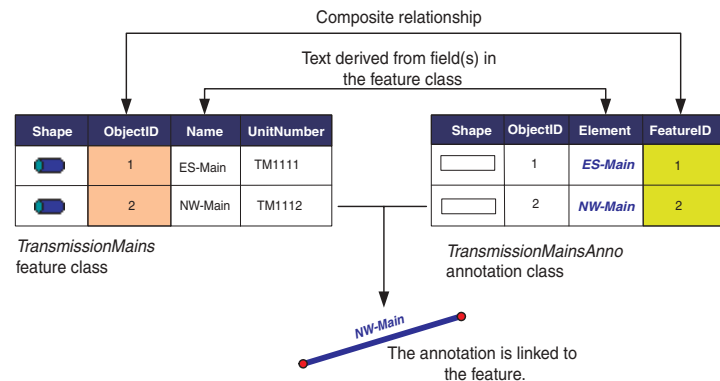 Composite relationship
Text derived from field(s) in
the feature class
Shape ObjectID Name UnitNumber
1 ES-Main TM1111
2 NW-Main TM1112
TransmissionMains
feature class
Shape ObjectID Element FeatureID
1 ES-Main 1
2 NW-Main 2
TransmissionMainsAnno
annotation class
NW-Main
The annotation is linked to
the feature.